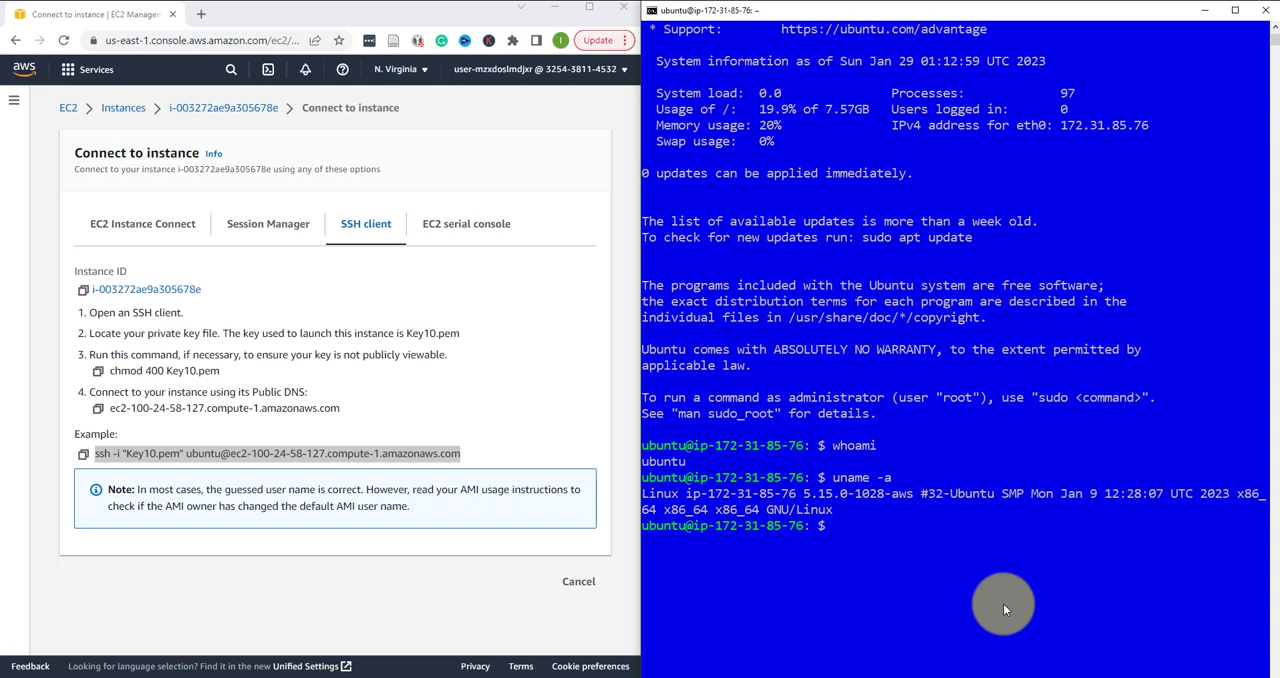 Connect to instance | EC2 Manageme
us-east-1.console.aws.amazon.com/ec2/...
Update
aws
Services
N. Virginia
user-mzxdoslmdjxr @ 3254-3811-4532
EC2
Instances
i-003272ae9a305678e
Connect to instance
Connect to instance
Info
Connect to your instance i-003272ae9a305678e using any of these options
EC2 Instance Connect
Session Manager
SSH client
EC2 serial console
Instance ID
i-003272ae9a305678e
1. Open an SSH client.
2. Locate your private key file. The key used to launch this instance is Key10.pem
3. Run this command, if necessary, to ensure your key is not publicly viewable.
chmod 400 Key10.pem
4. Connect to your instance using its Public DNS:
ec2-100-24-58-127.compute-1.amazonaws.com
Example:
ssh -i "Key10.pem" ubuntu@ec2-100-24-58-127.compute-1.amazonaws.com
Note: In most cases, the guessed user name is correct. However, read your AMI usage instructions to
check if the AMI owner has changed the default AMI user name.
Cancel
Feedback
Looking for language selection? Find it in the new Unified Settings
Privacy
Terms
Cookie preferences
ubuntu@ip-172-31-85-76: ~
* Support: https://ubuntu.com/advantage
System information as of Sun Jan 29 01:12:59 UTC 2023
System load: 0.0 Processes: 97
Usage of /: 19.9% of 7.57GB Users logged in: 0
Memory usage: 20% IPv4 address for eth0: 172.31.85.76
Swap usage: 0%
0 updates can be applied immediately.
The list of available updates is more than a week old.
To check for new updates run: sudo apt update
The programs included with the Ubuntu system are free software;
the exact distribution terms for each program are described in the
individual files in /usr/share/doc/*/copyright.
Ubuntu comes with ABSOLUTELY NO WARRANTY, to the extent permitted by
applicable law.
To run a command as administrator (user "root"), use "sudo <command>".
See "man sudo_root" for details.
ubuntu@ip-172-31-85-76: $ whoami
ubuntu
ubuntu@ip-172-31-85-76: $ uname -a
Linux ip-172-31-85-76 5.15.0-1028-aws #32-Ubuntu SMP Mon Jan 9 12:28:07 UTC 2023 x86_
64 x86_64 x86_64 GNU/Linux
ubuntu@ip-172-31-85-76: $